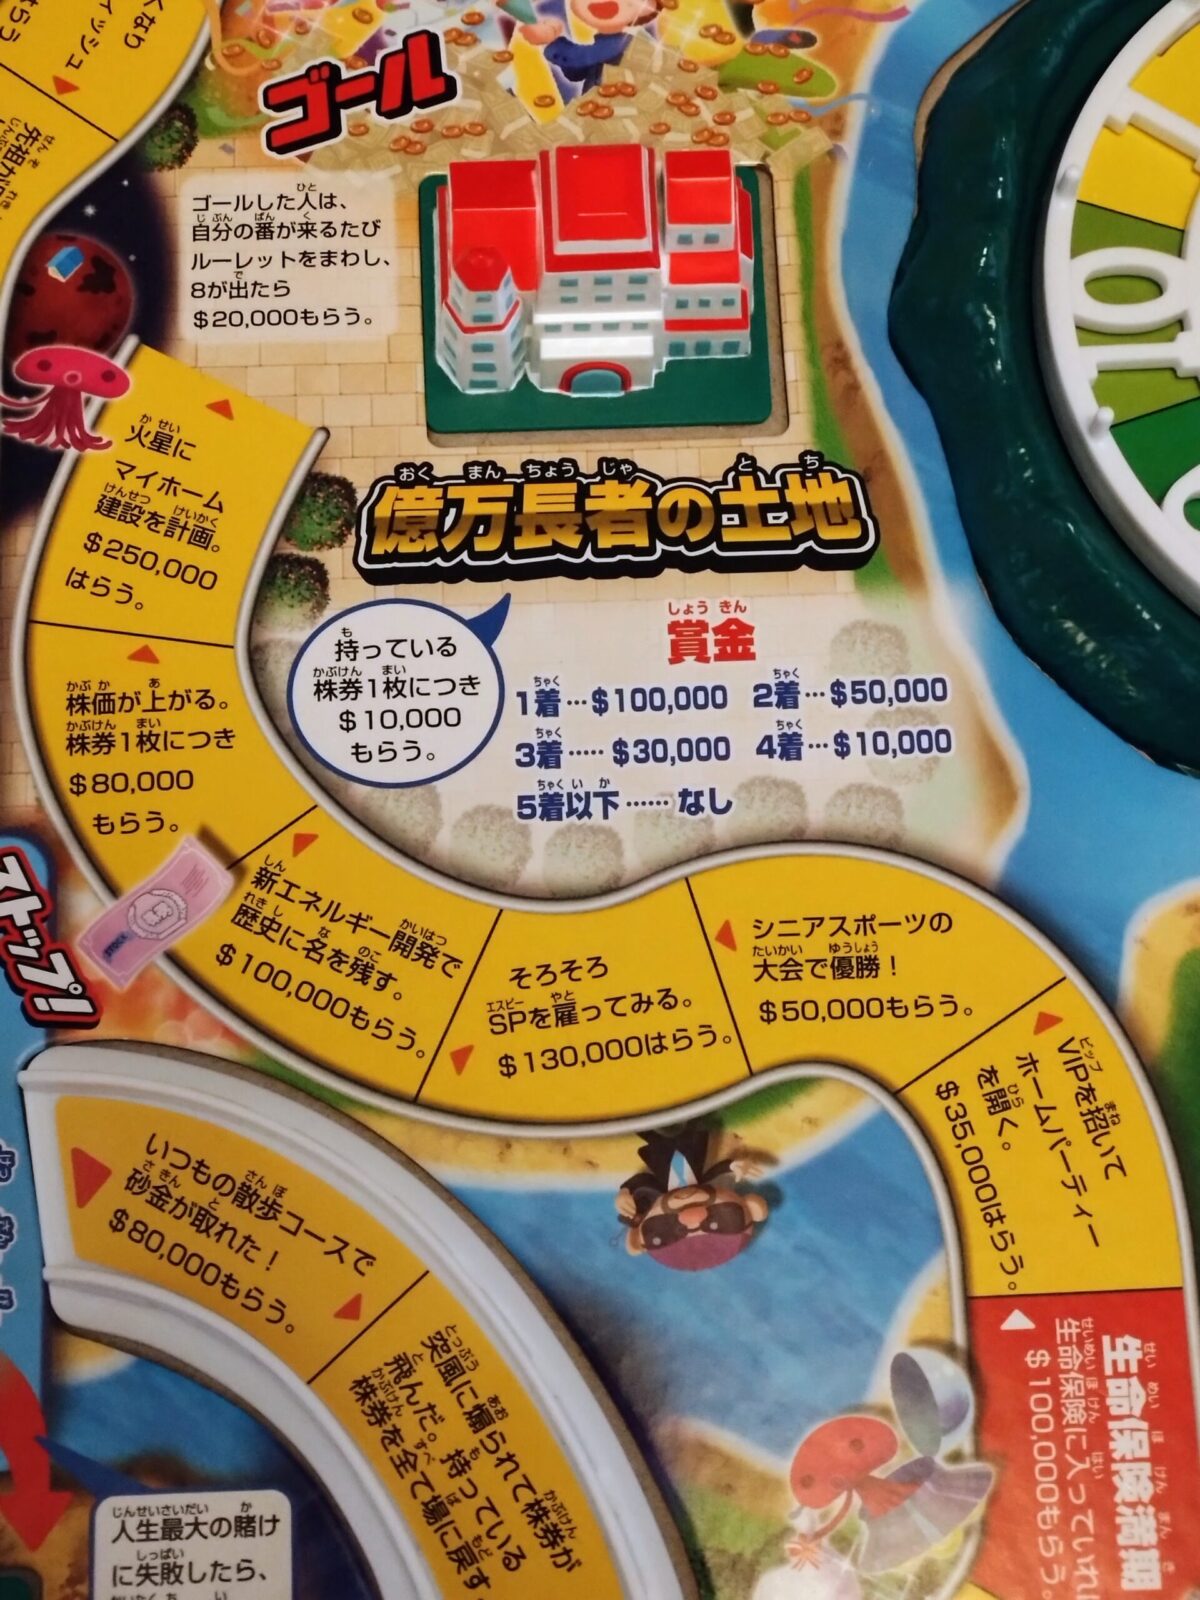 ゴール
ゴールした人は、
自分の番が来るたび
ルーレットをまわし、
8が出たら
$20,000もらう。
億万長者の土地
持っている
株券1枚につき
$10,000
もらう。
賞金
1着…$100,000 2着…$50,000
3着…‥$30,000 4着…$10,000
5着以下……なし
火星に
マイホーム
建設を計画。
$250,000
はらう。
株価が上がる。
株券1枚につき
$80,000
もらう。
STOCK
ストップ!
新エネルギー開発で
歴史に名を残す。
$100,000もらう。
そろそろ
SPを雇ってみる。
$130,000はらう。
シニアスポーツの
大会で優勝!
$50,000もらう。
VIPを招いて
ホームパーティー
を開く。
$35,000はらう。
生命保険満期
生命保険に入っていれ
$100,000もらう。
いつもの散歩コースで
砂金が取れた!
$80,000もらう。
突風に煽られて株券が
飛んだ。持っている
株券を全て場に戻す
人生最大の賭け
に失敗したら、
10